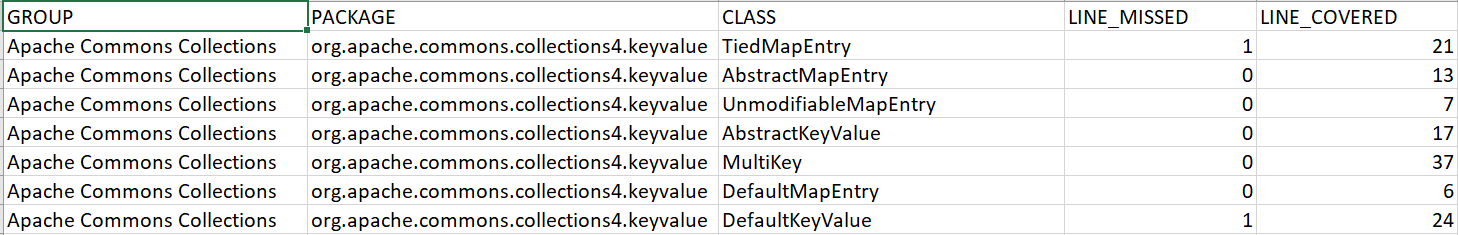 GROUP PACKAGE CLASS LINE_MISSED LINE_COVERED
Apache Commons Collections org.apache.commons.collections4.keyvalue TiedMapEntry 1 21
Apache Commons Collections org.apache.commons.collections4.keyvalue AbstractMapEntry 0 13
Apache Commons Collections org.apache.commons.collections4.keyvalue UnmodifiableMapEntry 0 7
Apache Commons Collections org.apache.commons.collections4.keyvalue AbstractKeyValue 0 17
Apache Commons Collections org.apache.commons.collections4.keyvalue MultiKey 0 37
Apache Commons Collections org.apache.commons.collections4.keyvalue DefaultMapEntry 0 6
Apache Commons Collections org.apache.commons.collections4.keyvalue DefaultKeyValue 1 24